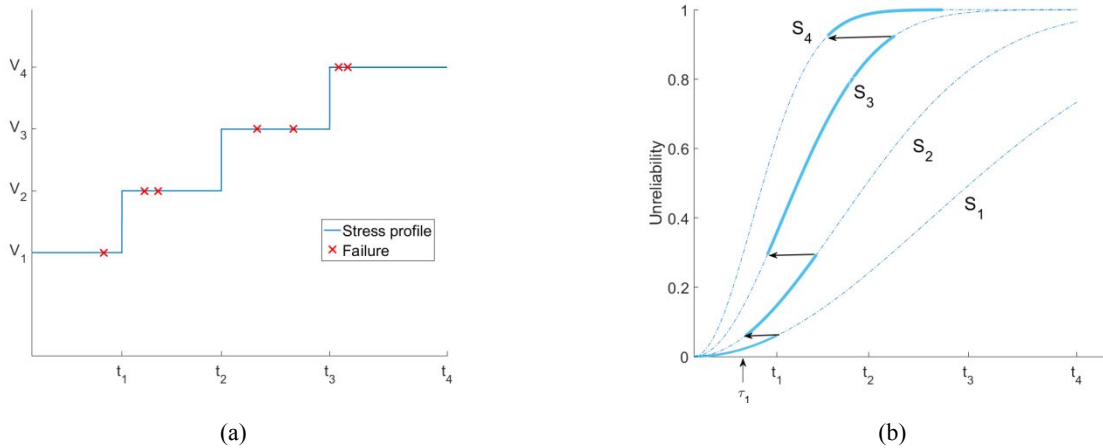 V₄
V₃
V₂
V₁
Stress profile
Failure
t₁ t₂ t₃ t₄
(a)
Unreliability
1
0.8
0.6
0.4
0.2
0
S₄
S₃
S₂
S₁
t₁ t₂ t₃ t₄
τ₁
(b)